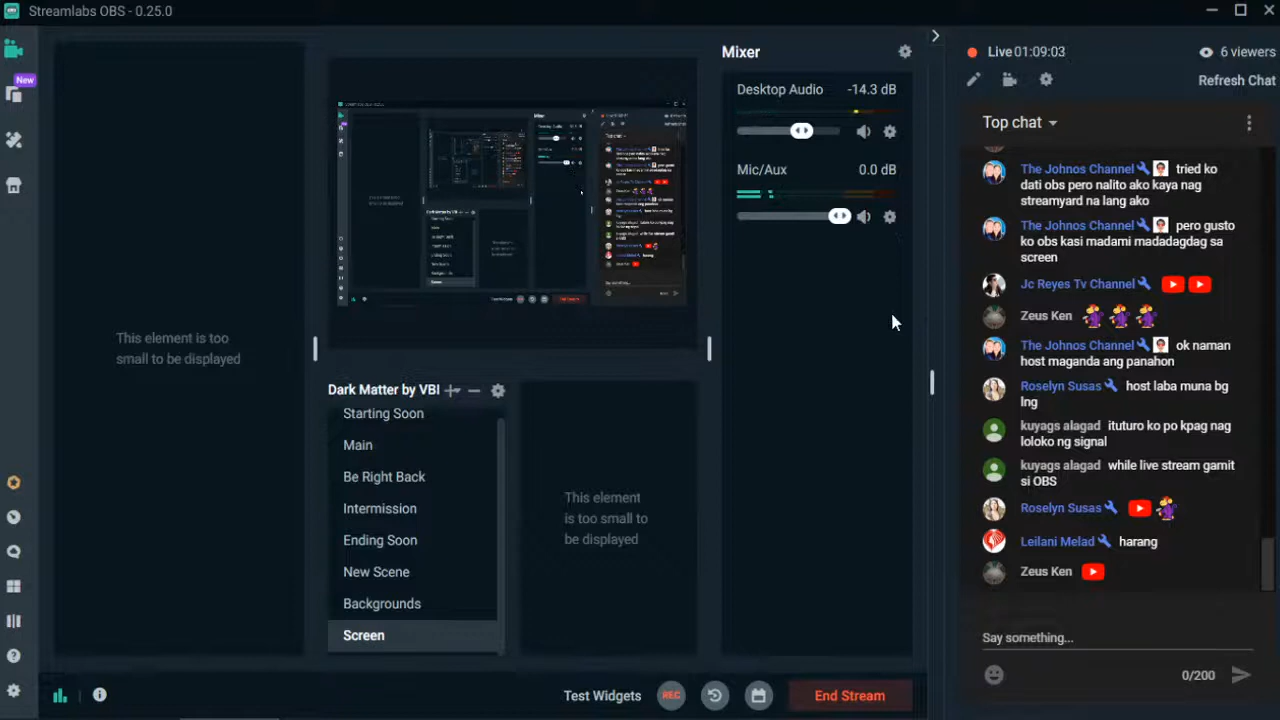 Streamlabs OBS - 0.25.0
New
This element is too
small to be displayed
Dark Matter by VBI
Starting Soon
Main
Be Right Back
Intermission
Ending Soon
New Scene
Backgrounds
Screen
This element
is too small to
be displayed
Mixer
Desktop Audio -14.3 dB
Mic/Aux 0.0 dB
Test Widgets REC End Stream
Live 01:09:03 6 viewers
Refresh Chat
Top chat
The Johnos Channel tried ko
dati obs pero nalito ako kaya nag
streamyard na lang ako
The Johnos Channel pero gusto
ko obs kasi madami madadagdag sa
screen
Jc Reyes Tv Channel
Zeus Ken
The Johnos Channel ok naman
host maganda ang panahon
Roselyn Susas host laba muna bg
lng
kuyags alagad ituturo ko po kpag nag
loloko ng signal
kuyags alagad while live stream gamit
si OBS
Roselyn Susas
Leilani Melad harang
Zeus Ken
Say something...
0/200